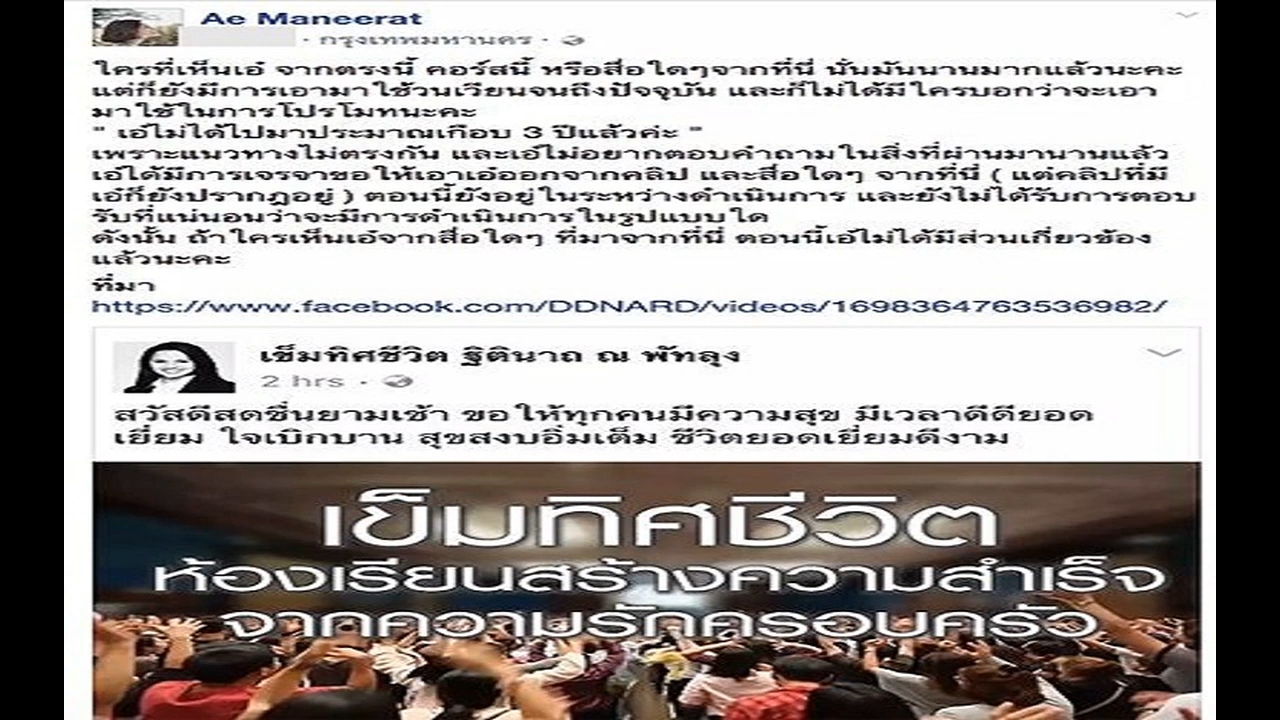 Ae Maneerat
· กรุงเทพมหานคร ·
ใครที่เห็นเอ๋ จากตรงนี้ คอร์สนี้ หรือสื่อใดๆจากที่นี่ นั่นมันนานมากแล้วนะคะ
แต่ก็ยังมีการเอามาใช้วนเวียนจนถึงปัจจุบัน และก็ไม่ได้มีใครบอกว่าจะเอา
มาใช้ในการโปรโมทนะคะ
" เอ๋ไม่ได้ไปมาประมาณเกือบ 3 ปีแล้วค่ะ "
เพราะแนวทางไม่ตรงกัน และเอ๋ไม่อยากตอบคำถามในสิ่งที่ผ่านมานานแล้ว
เอ๋ได้มีการเจรจาขอให้เอาเอ๋ออกจากคลิป และสื่อใดๆ จากที่นี่ ( แต่คลิปที่มี
เอ๋ก็ยังปรากฏอยู่ ) ตอนนี้ยังอยู่ในระหว่างดำเนินการ และยังไม่ได้รับการตอบ
รับที่แน่นอนว่าจะมีการดำเนินการในรูปแบบใด
ดังนั้น ถ้าใครเห็นเอ๋จากสื่อใดๆ ที่มาจากที่นี่ ตอนนี้เอ๋ไม่ได้มีส่วนเกี่ยวข้อง
แล้วนะคะ
ที่มา
https://www.facebook.com/DDNARD/videos/1698364763536982/
เข็มทิศชีวิต ฐิตินาถ ณ พัทลุง
2 hrs ·
สวัสดีสดชื่นยามเช้า ขอให้ทุกคนมีความสุข มีเวลาดีดียอด
เยี่ยม ใจเบิกบาน สุขสงบอิ่มเต็ม ชีวิตยอดเยี่ยมดีงาม
เข็มทิศชีวิต
ห้องเรียนสร้างความสำเร็จ
จากความรักครอบครัว